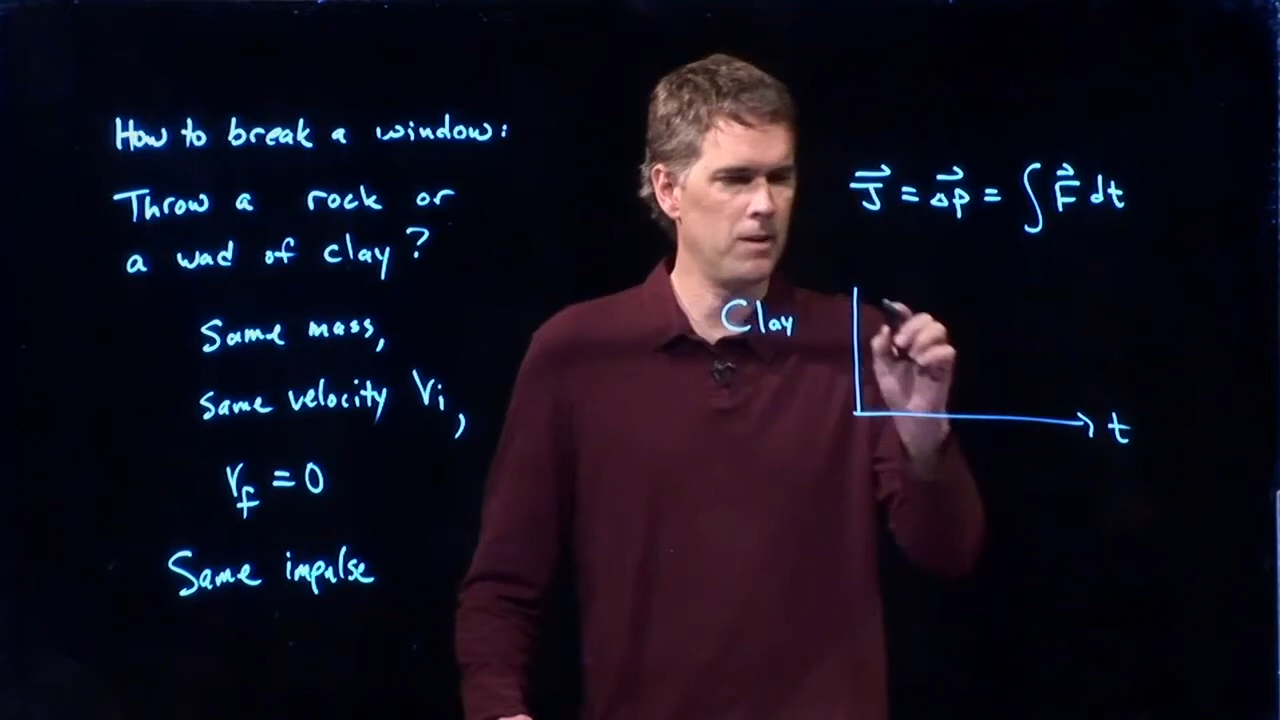 How to break a window:
Throw a rock or
a wad of clay?
Same mass,
same velocity Vi,
Vf = 0
Same impulse
J⃗ = Δp⃗ = ∫ F⃗ dt
Clay
t